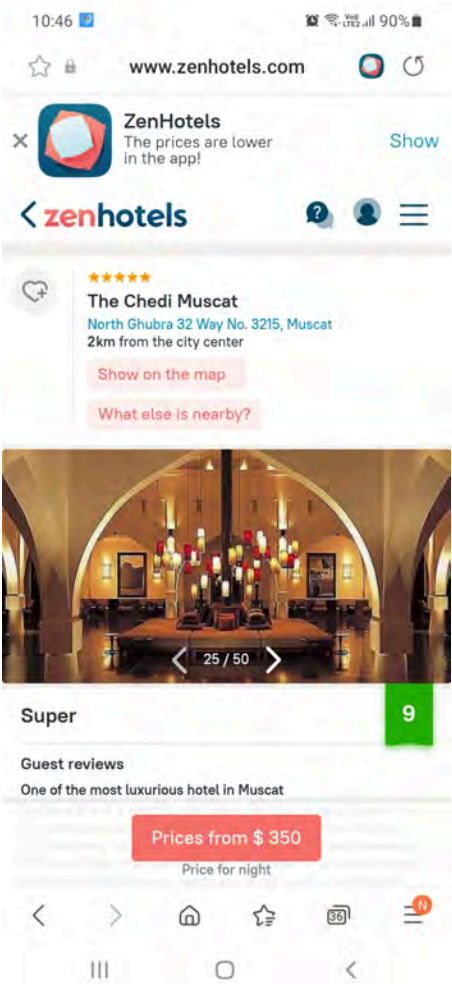 10:46
Vo) LTE2 90%
www.zenhotels.com
ZenHotels
The prices are lower
in the app!
Show
zenhotels
The Chedi Muscat
North Ghubra 32 Way No. 3215, Muscat
2km from the city center
Show on the map
What else is nearby?
25 / 50
Super
9
Guest reviews
One of the most luxurious hotel in Muscat
Prices from $ 350
Price for night
36
N